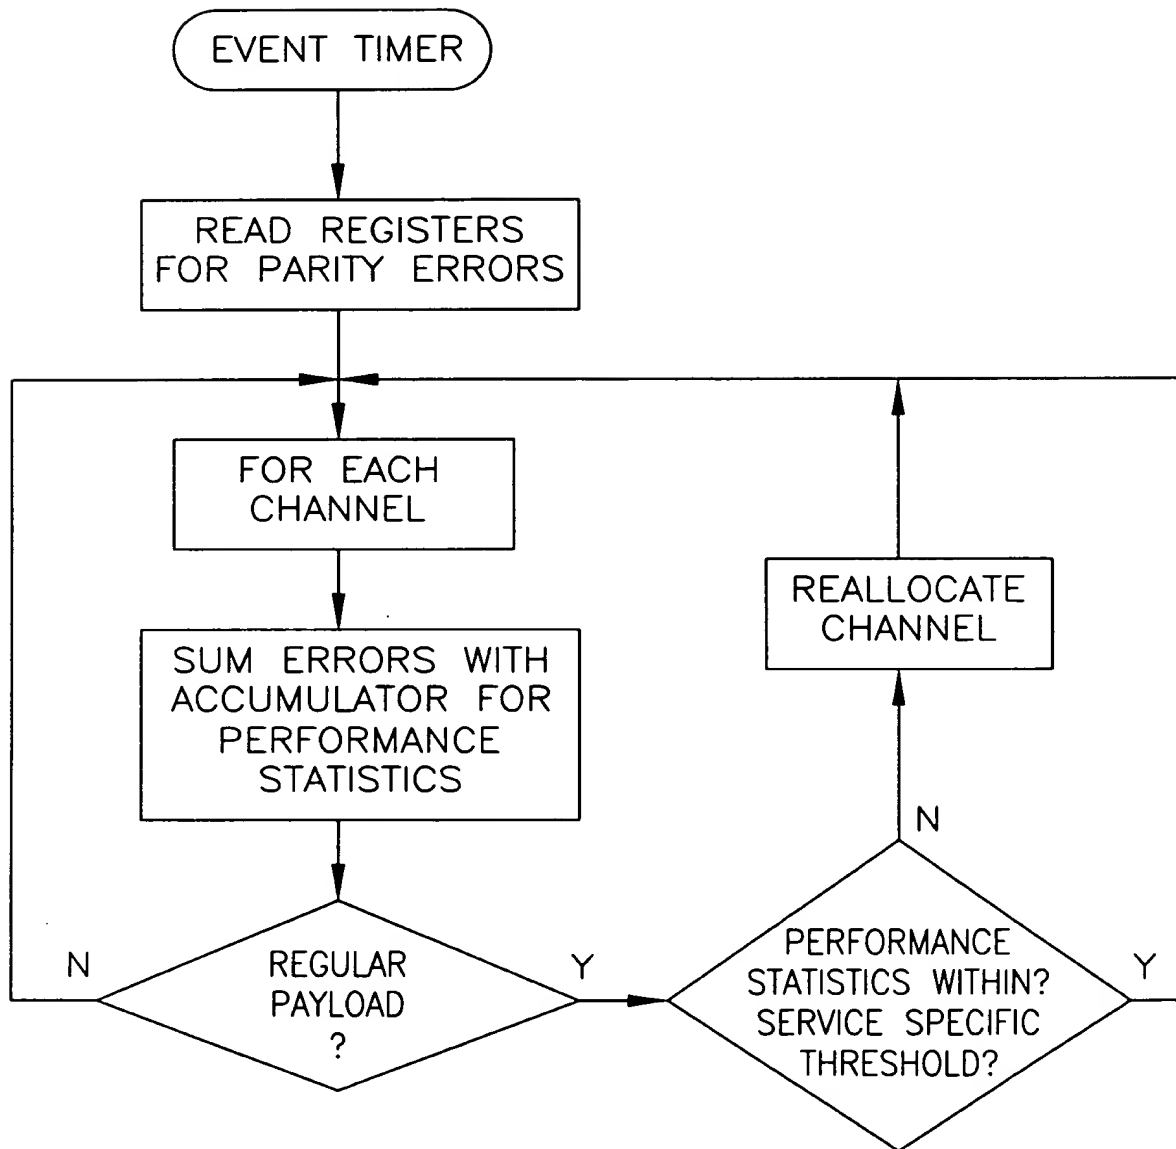 EVENT TIMER
READ REGISTERS
FOR PARITY ERRORS
FOR EACH
CHANNEL
SUM ERRORS WITH
ACCUMULATOR FOR
PERFORMANCE
STATISTICS
REGULAR
PAYLOAD
?
N
Y
REALLOCATE
CHANNEL
N
PERFORMANCE
STATISTICS WITHIN?
SERVICE SPECIFIC
THRESHOLD?
Y